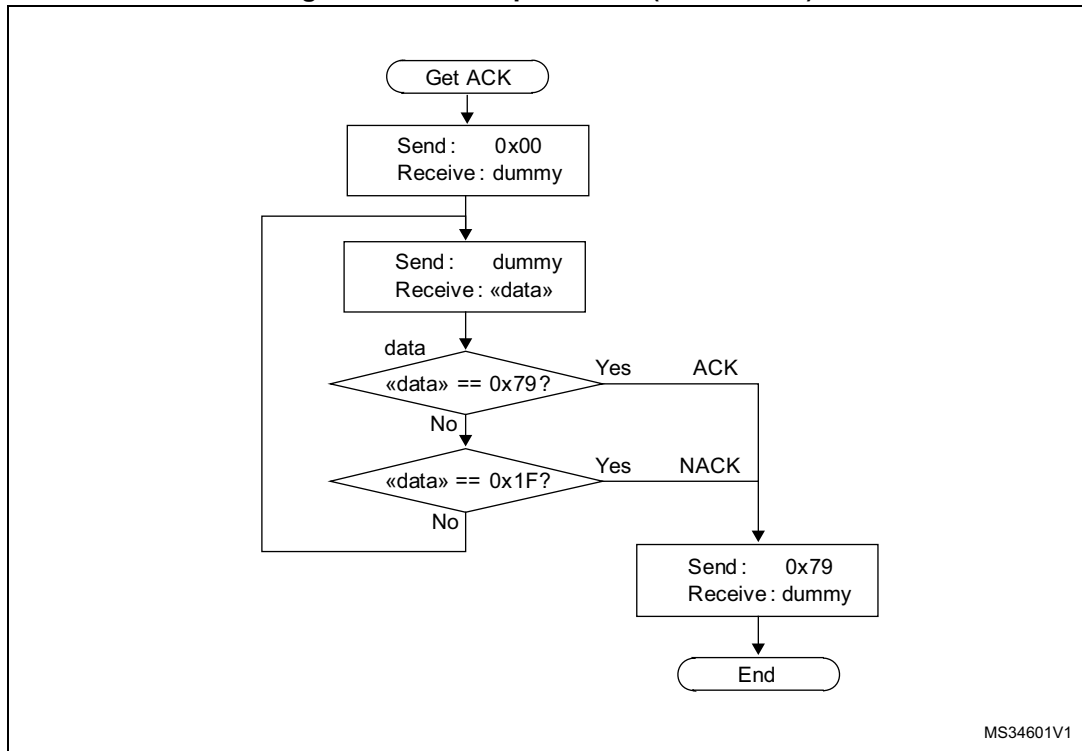 Get ACK
Send : 0x00
Receive : dummy
Send : dummy
Receive : «data»
data
«data» == 0x79?
Yes
ACK
No
«data» == 0x1F?
Yes
NACK
No
Send : 0x79
Receive : dummy
End
MS34601V1